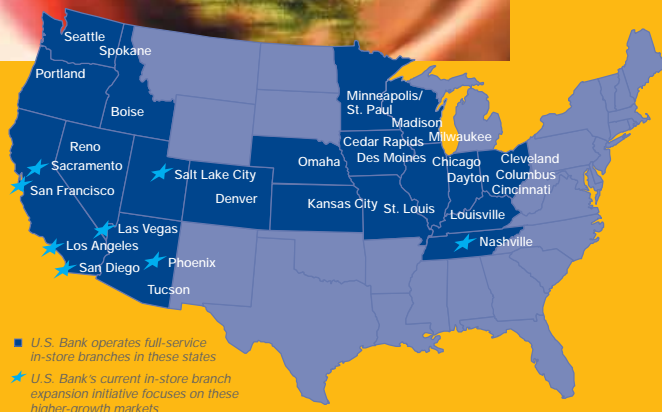 Seattle
Spokane
Portland
Boise
Minneapolis/
St. Paul
Madison
Milwaukee
Reno
Sacramento
San Francisco
Salt Lake City
Denver
Omaha
Cedar Rapids
Des Moines
Chicago
Dayton
Cleveland
Columbus
Cincinnati
Kansas City
St. Louis
Louisville
Nashville
Las Vegas
Los Angeles
San Diego
Phoenix
Tucson
U.S. Bank operates full-service
in-store branches in these states
U.S. Bank's current in-store branch
expansion initiative focuses on these
higher-growth markets